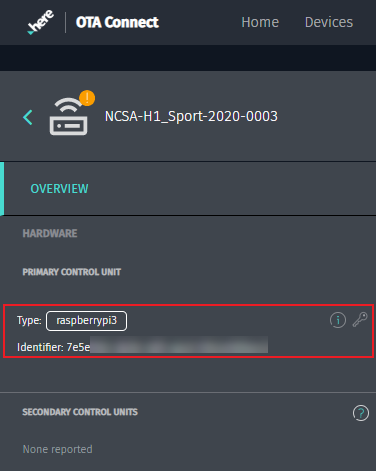 here OTA Connect Home Devices
NCSA-H1_Sport-2020-0003
OVERVIEW
HARDWARE
PRIMARY CONTROL UNIT
Type: raspberrypi3
Identifier: 7e5e
SECONDARY CONTROL UNITS
None reported